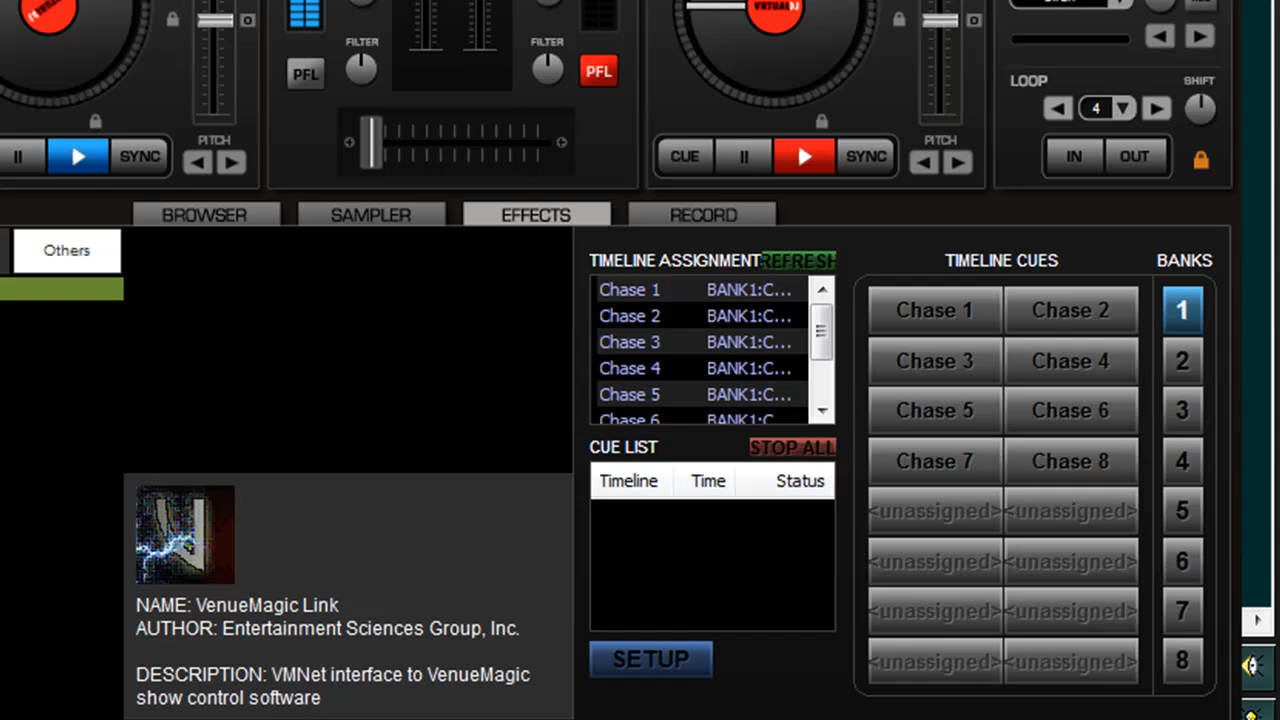 VIRTUALDJ
FILTER
FILTER
PFL
PFL
LOOP
SHIFT
4
SYNC
PITCH
CUE
SYNC
PITCH
IN
OUT
BROWSER
SAMPLER
EFFECTS
RECORD
Others
TIMELINE ASSIGNMENT
REFRESH
TIMELINE CUES
BANKS
Chase 1 BANK1:C...
Chase 2 BANK1:C...
Chase 3 BANK1:C...
Chase 4 BANK1:C...
Chase 5 BANK1:C...
Chase 6 BANK1:C
CUE LIST
STOP ALL
Timeline Time Status
SETUP
Chase 1 Chase 2 1
Chase 3 Chase 4 2
Chase 5 Chase 6 3
Chase 7 Chase 8 4
<unassigned> <unassigned> 5
<unassigned> <unassigned> 6
<unassigned> <unassigned> 7
<unassigned> <unassigned> 8
NAME: VenueMagic Link
AUTHOR: Entertainment Sciences Group, Inc.
DESCRIPTION: VMNet interface to VenueMagic
show control software